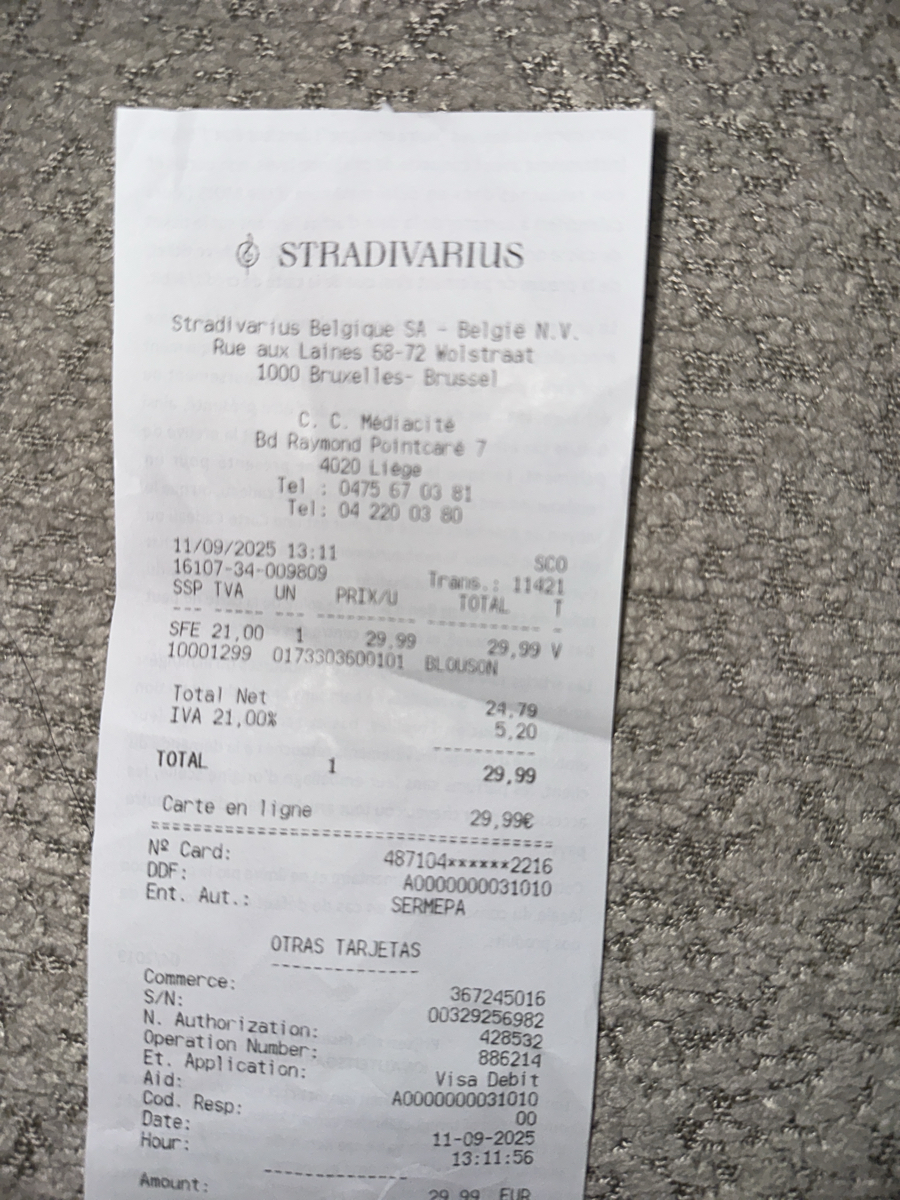 STRADIVARIUS
Stradivarius Belgique SA - België N.V.
Rue aux Laines 68-72 Wolstraat
1000 Bruxelles- Brussel
C. C. Médiacité
Bd Raymond Pointcaré 7
4020 Liège
Tel : 0475 67 03 81
Tel: 04 220 03 80
11/09/2025 13:11 SCO
16107-34-009809 Trans.: 11421
SSP TVA UN PRIX/U TOTAL T
--- ----- --- ---------- ---------- -
SFE 21,00 1 29,99 29,99 V
10001299 0173303600101 BLOUSON
Total Net 24,79
IVA 21,00% 5,20
----------
TOTAL 1 29,99
Carte en ligne 29,99€
========================================
Nº Card: 487104******2216
DDF: A0000000031010
Ent. Aut.: SERMEPA
OTRAS TARJETAS
--------------
Commerce: 367245016
S/N: 00329256982
N. Authorization: 428532
Operation Number: 886214
Et. Application: Visa Debit
Aid: A0000000031010
Cod. Resp: 00
Date: 11-09-2025
Hour: 13:11:56
--------------
Amount: 29,99 EUR